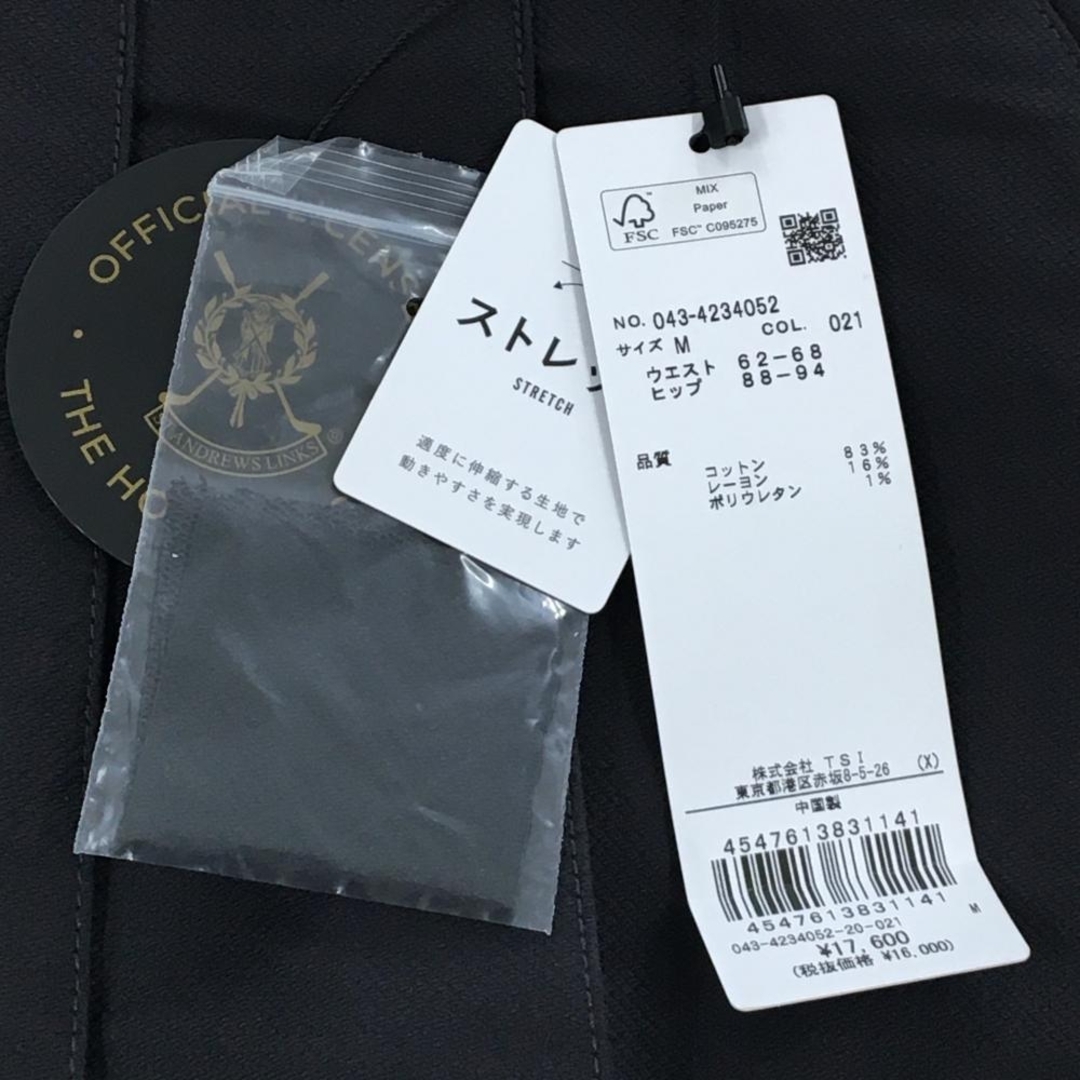 • OFFICIAL LICENS
THE HO
ANDREWS LINKS
®
ストレ
STRETCH
適度に伸縮する生地で
動きやすさを実現します
MIX
Paper
FSC™ C095275
FSC
NO. 043-4234052
COL. 021
サイズ M
ウエスト 62-68
ヒップ 88-94
品質
コットン 83%
レーヨン 16%
ポリウレタン 1%
株式会社 TSI
東京都港区赤坂8-5-26 (X)
中国製
4547613831141
4547613831141
043-4234052-20-021 M
¥17,600
(税抜価格 ¥16,000)